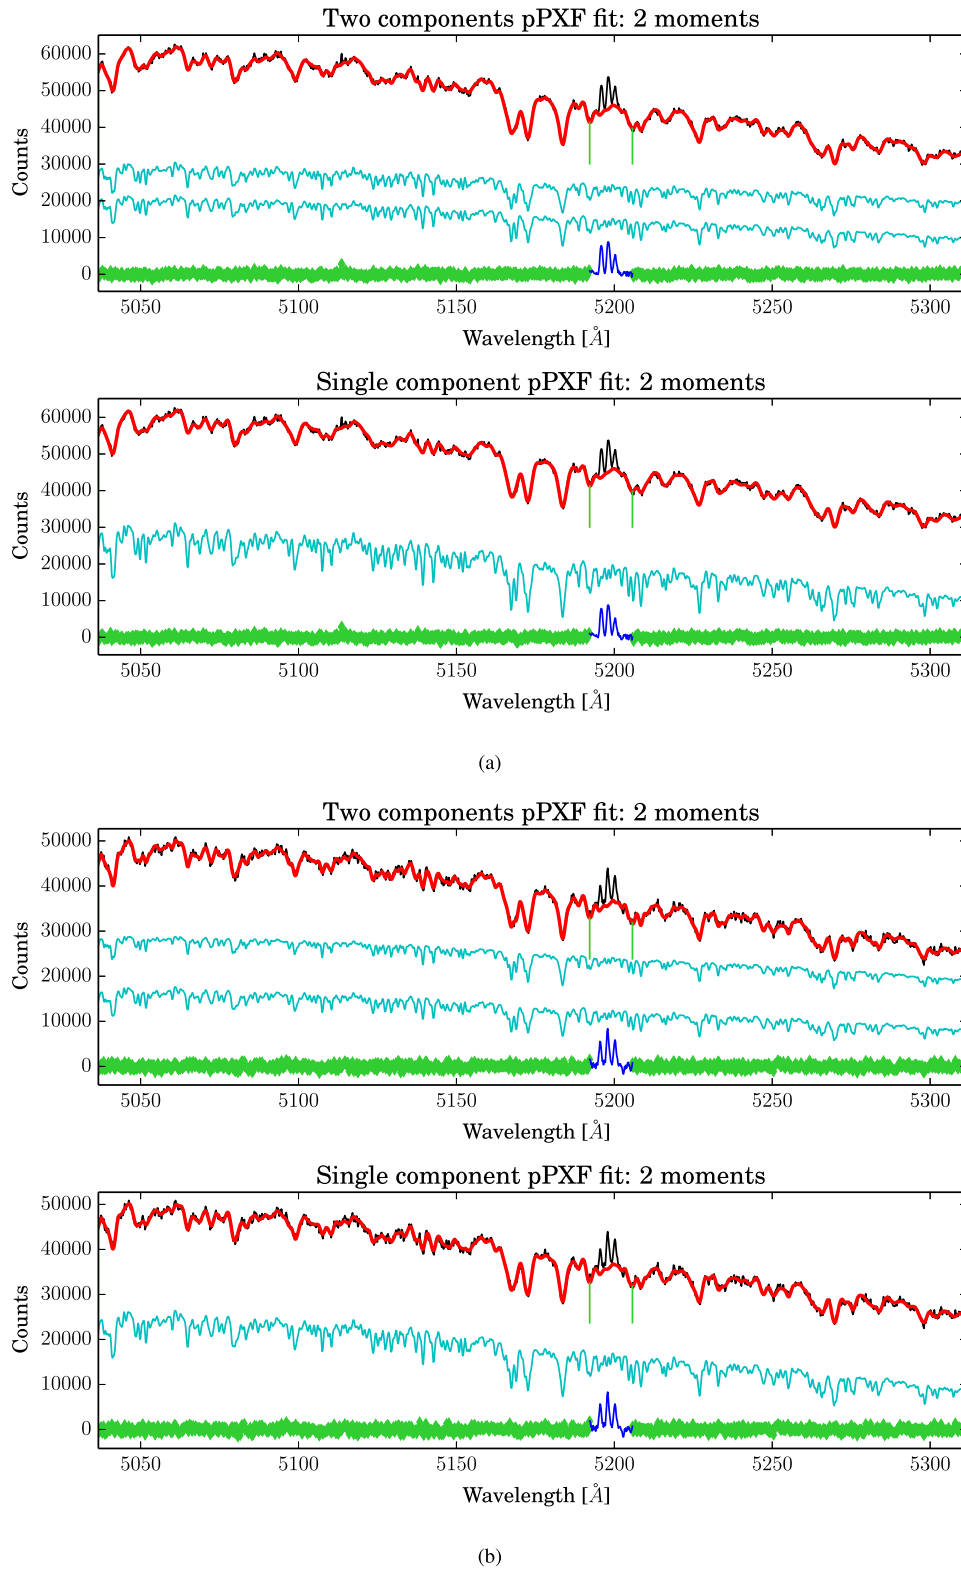 Two components pPXF fit: 2 moments
60000
50000
40000
30000
20000
10000
0
Counts
5050 5100 5150 5200 5250 5300
Wavelength [Å]
Single component pPXF fit: 2 moments
60000
50000
40000
30000
20000
10000
0
Counts
5050 5100 5150 5200 5250 5300
Wavelength [Å]
(a)
Two components pPXF fit: 2 moments
50000
40000
30000
20000
10000
0
Counts
5050 5100 5150 5200 5250 5300
Wavelength [Å]
Single component pPXF fit: 2 moments
50000
40000
30000
20000
10000
0
Counts
5050 5100 5150 5200 5250 5300
Wavelength [Å]
(b)